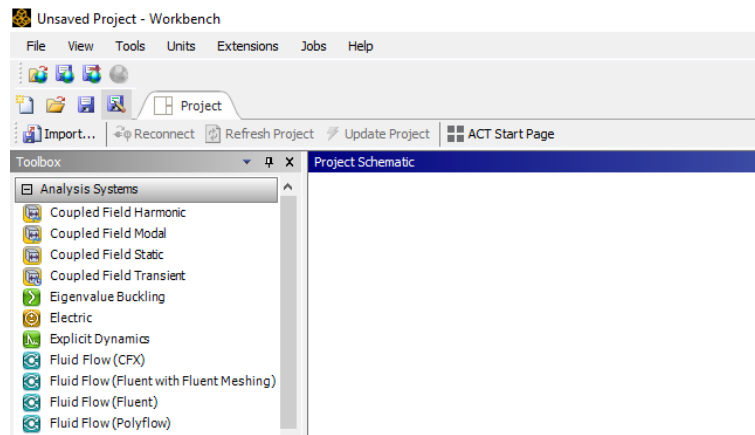 Unsaved Project - Workbench
File View Tools Units Extensions Jobs Help
Project
Import... Reconnect Refresh Project Update Project ACT Start Page
Toolbox Project Schematic
Analysis Systems
Coupled Field Harmonic
Coupled Field Modal
Coupled Field Static
Coupled Field Transient
Eigenvalue Buckling
Electric
Explicit Dynamics
Fluid Flow (CFX)
Fluid Flow (Fluent with Fluent Meshing)
Fluid Flow (Fluent)
Fluid Flow (Polyflow)